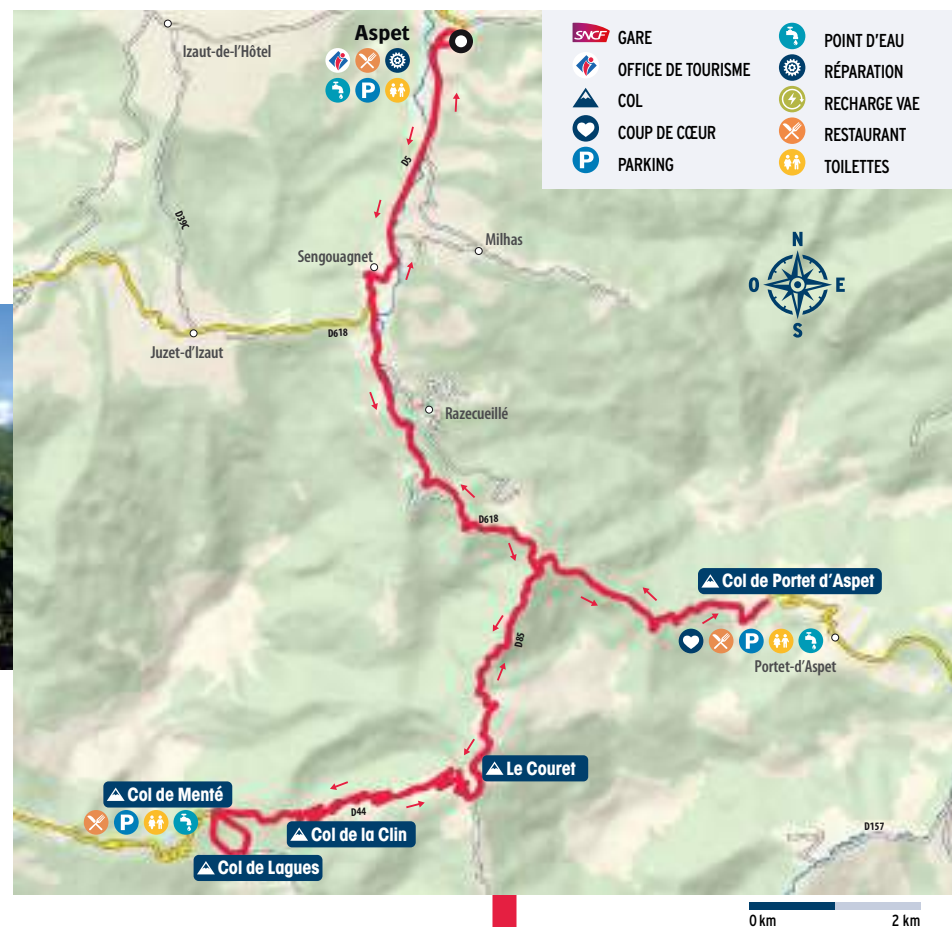 Izaut-de-l'Hôtel
Aspet
SNCF GARE
OFFICE DE TOURISME
COL
COUP DE CŒUR
P PARKING
POINT D'EAU
RÉPARATION
RECHARGE VAE
RESTAURANT
TOILETTES
P
D5
D39C
Milhas
Sengouagnet
N
O E
S
D618
Juzet-d'Izaut
Razecueillé
D618
Col de Portet d'Aspet
P
D85
Portet-d'Aspet
Le Couret
Col de Menté
P
D44
Col de la Clin
D157
Col de Lagues
0 km 2 km